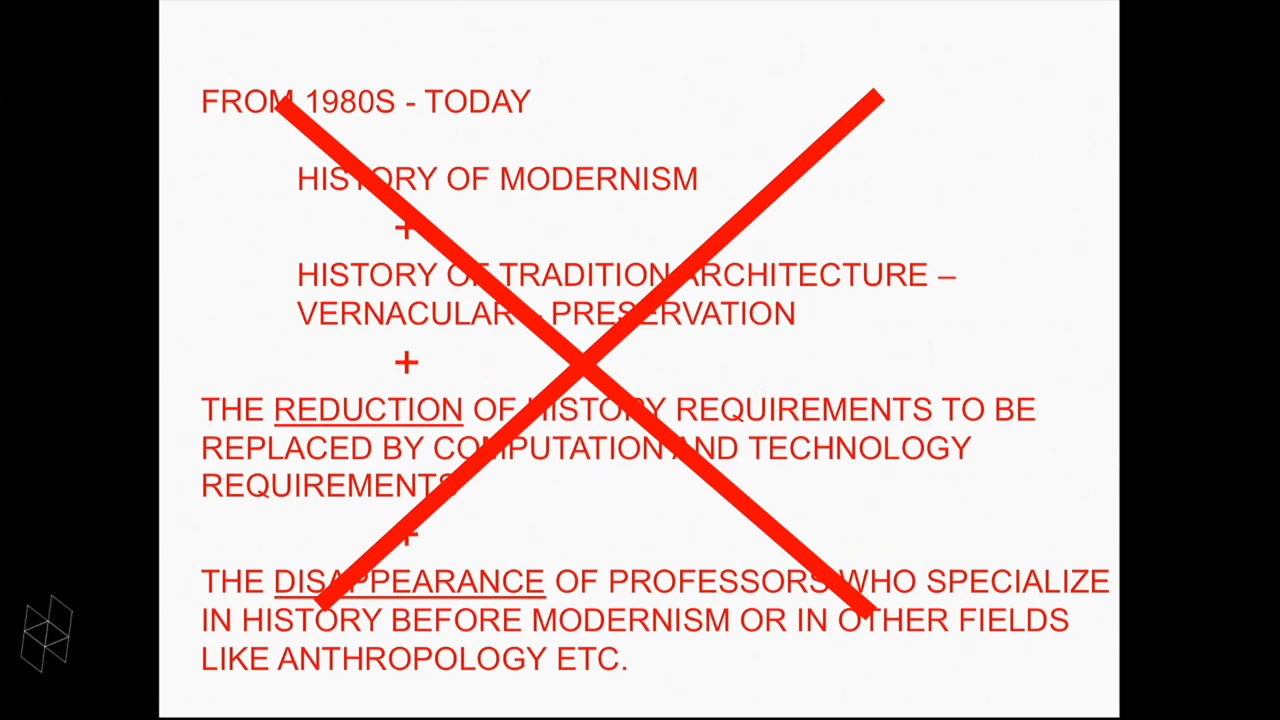 FROM 1980S - TODAY
HISTORY OF MODERNISM
+
HISTORY OF TRADITION ARCHITECTURE –
VERNACULAR - PRESERVATION
+
THE REDUCTION OF HISTORY REQUIREMENTS TO BE
REPLACED BY COMPUTATION AND TECHNOLOGY
REQUIREMENTS
+
THE DISAPPEARANCE OF PROFESSORS WHO SPECIALIZE
IN HISTORY BEFORE MODERNISM OR IN OTHER FIELDS
LIKE ANTHROPOLOGY ETC.